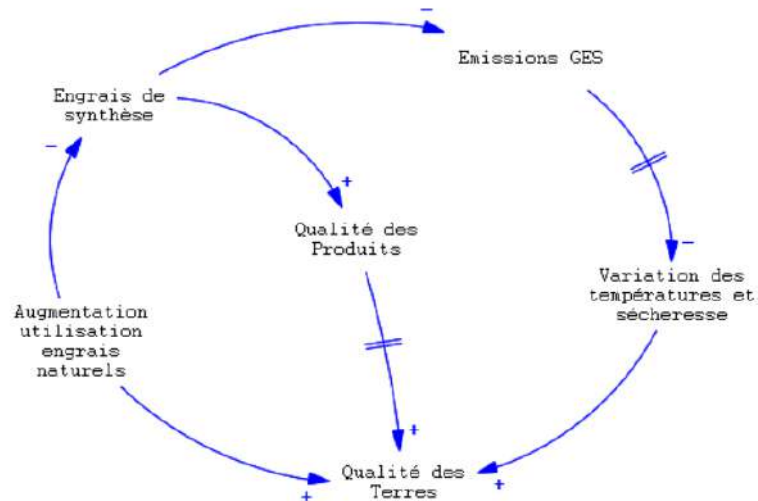 Emissions GES
Engrais de
synthèse
Qualité des
Produits
Variation des
températures et
sécheresse
Augmentation
utilisation
engrais
naturels
Qualité des
Terres